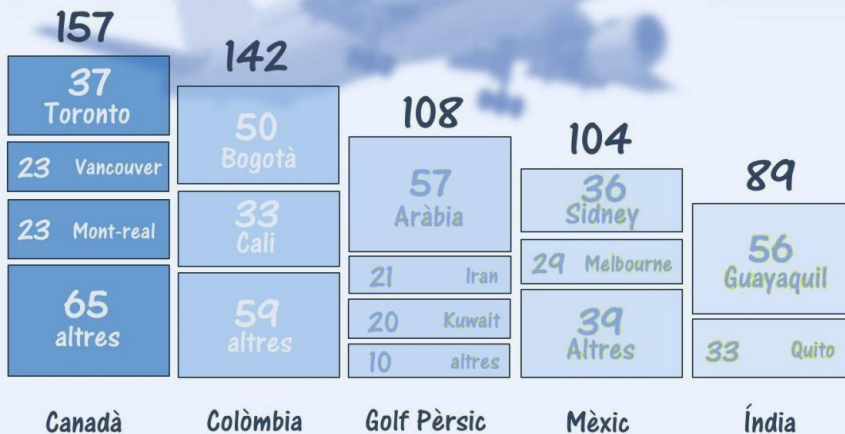 157
37
Toronto
23 Vancouver
23 Mont-real
65
altres
Canadà
142
50
Bogotà
33
Cali
59
altres
Colòmbia
108
57
Aràbia
21 Iran
20 Kuwait
10 altres
Golf Pèrsic
104
36
Sidney
29 Melbourne
39
Altres
Mèxic
89
56
Guayaquil
33 Quito
Índia